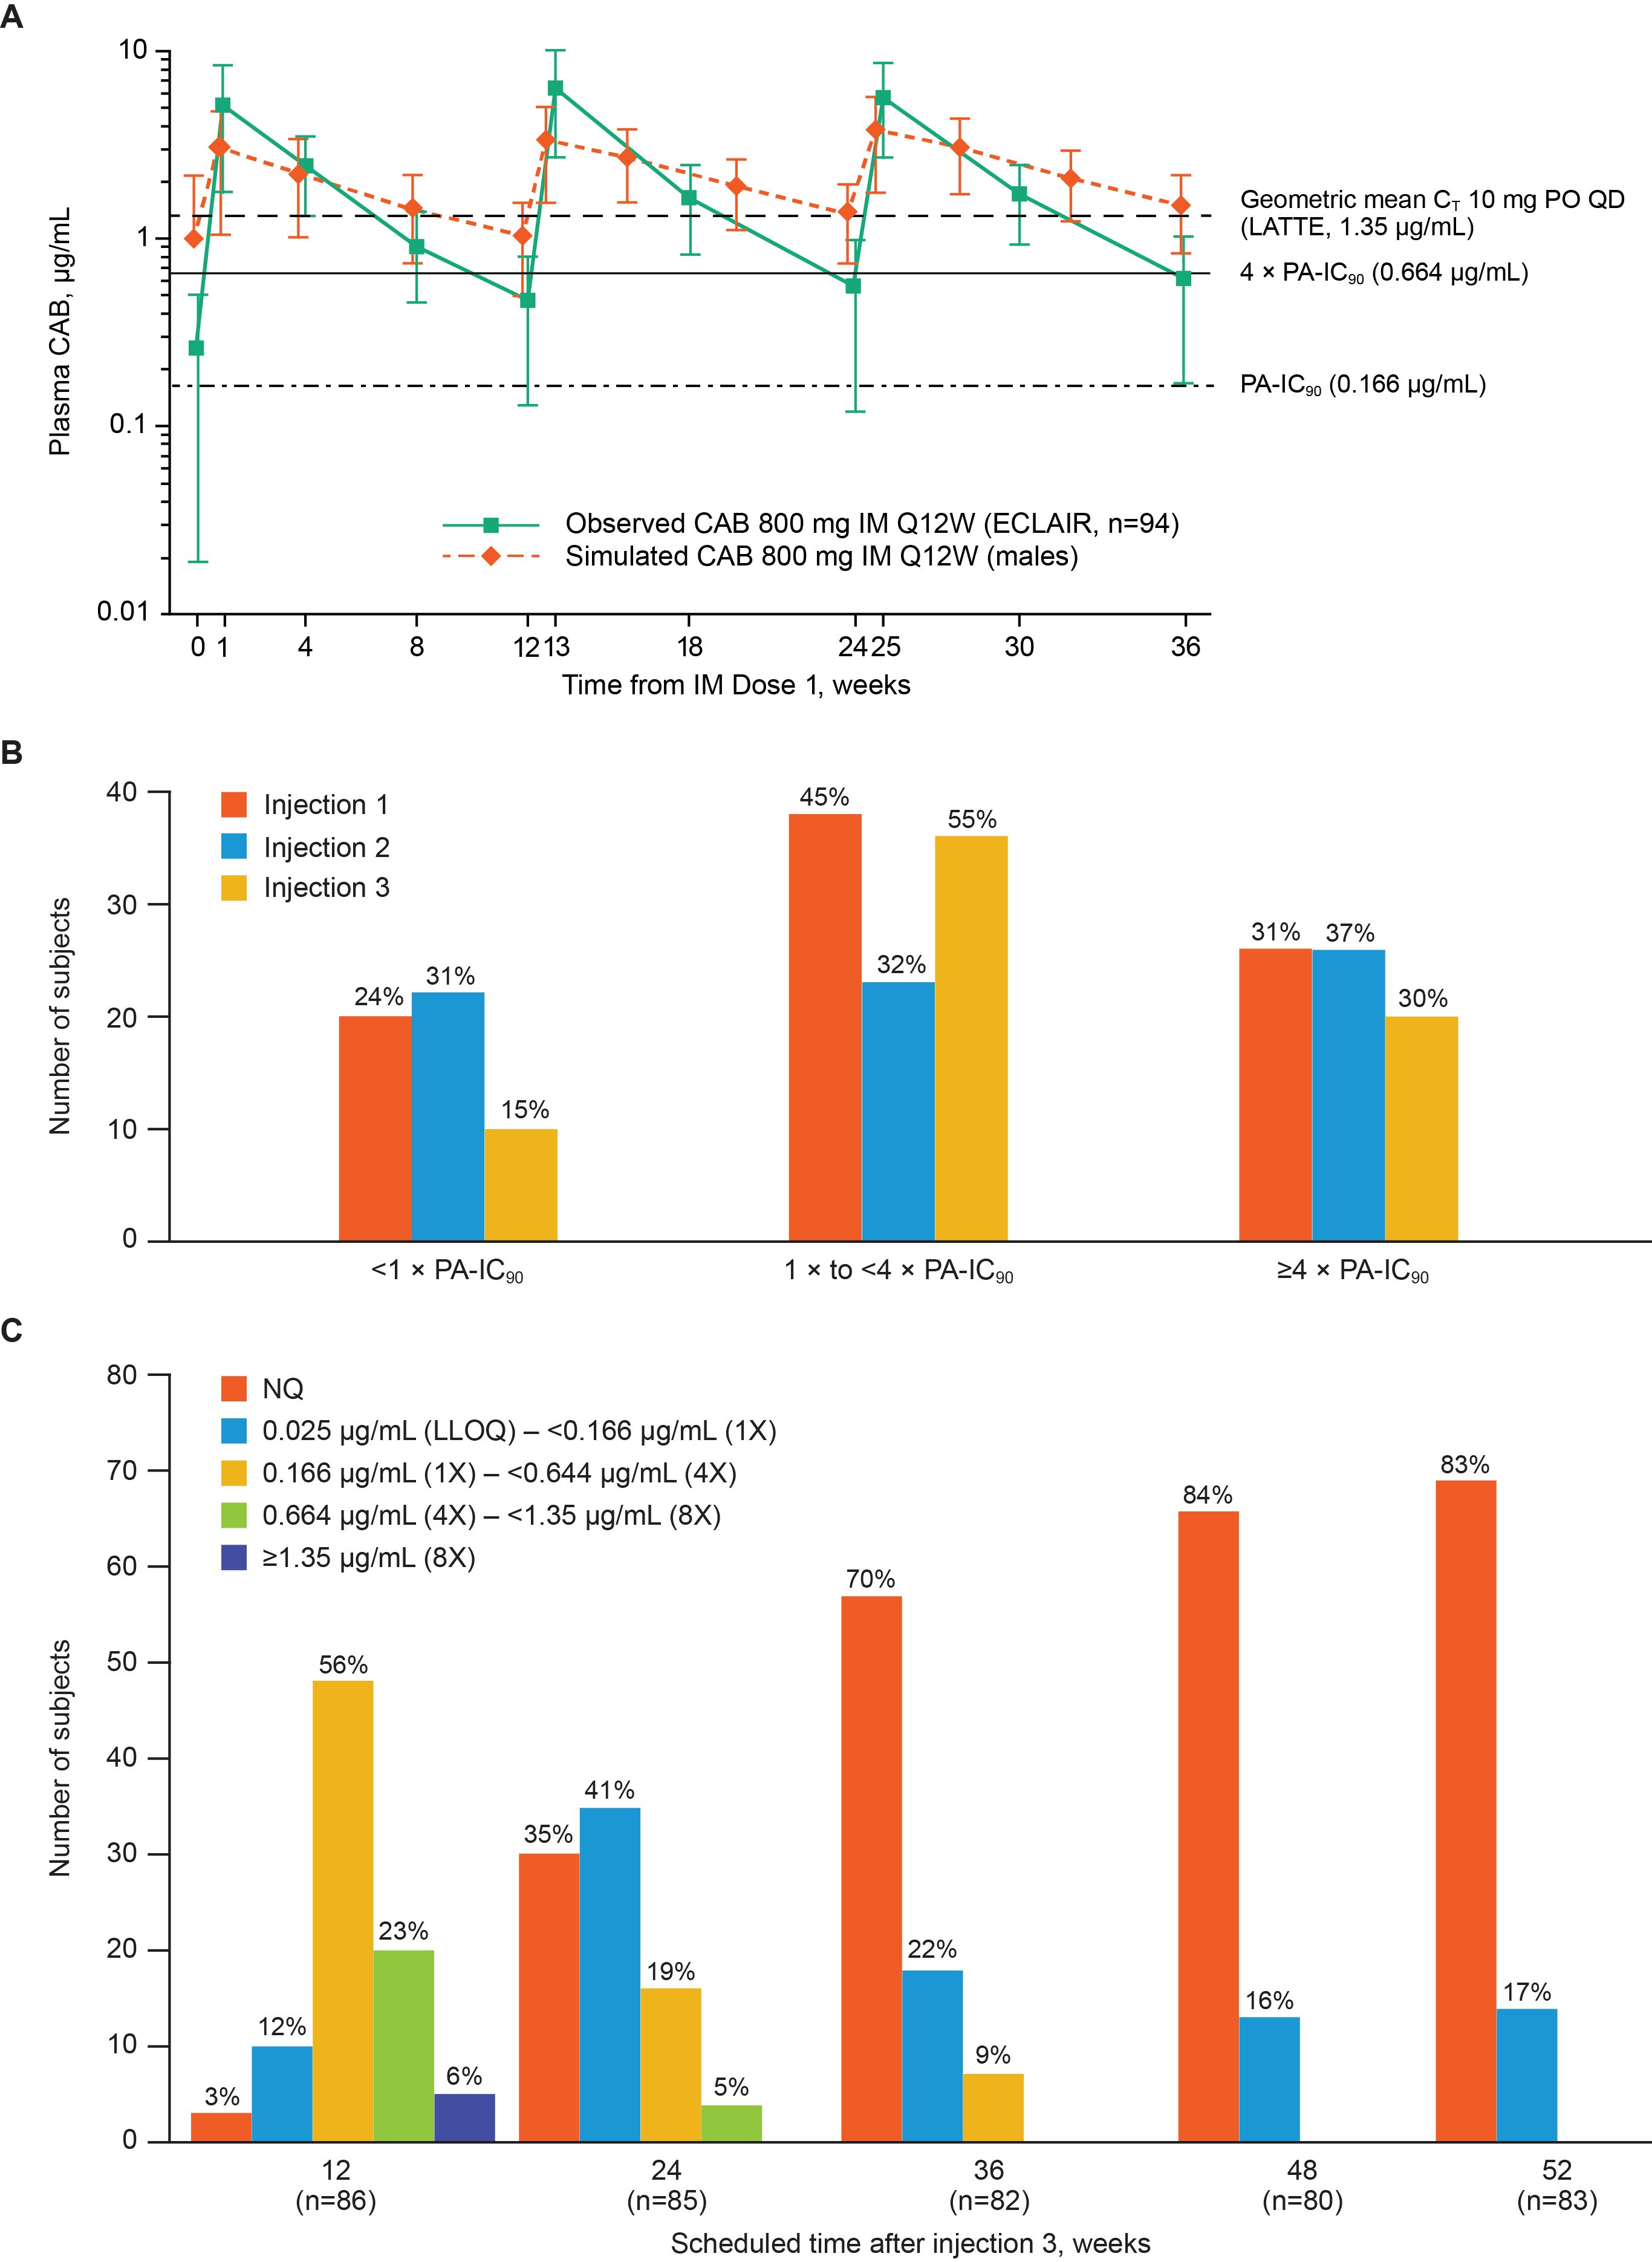 A
10
1
0.1
0.01
Plasma CAB, µg/mL
Geometric mean CT 10 mg PO QD
(LATTE, 1.35 µg/mL)
4 × PA-IC90 (0.664 µg/mL)
PA-IC90 (0.166 µg/mL)
Observed CAB 800 mg IM Q12W (ECLAIR, n=94)
Simulated CAB 800 mg IM Q12W (males)
0 1 4 8 12 13 18 24 25 30 36
Time from IM Dose 1, weeks
B
40
30
20
10
0
Number of subjects
Injection 1
Injection 2
Injection 3
24% 31% 15%
45% 32% 55%
31% 37% 30%
<1 × PA-IC90 1 × to <4 × PA-IC90 ≥4 × PA-IC90
C
80
70
60
50
40
30
20
10
0
Number of subjects
NQ
0.025 µg/mL (LLOQ) – <0.166 µg/mL (1X)
0.166 µg/mL (1X) – <0.644 µg/mL (4X)
0.664 µg/mL (4X) – <1.35 µg/mL (8X)
≥1.35 µg/mL (8X)
3% 12% 56% 23% 6%
35% 41% 19% 5%
70% 22% 9%
84% 16%
83% 17%
12 24 36 48 52
(n=86) (n=85) (n=82) (n=80) (n=83)
Scheduled time after injection 3, weeks